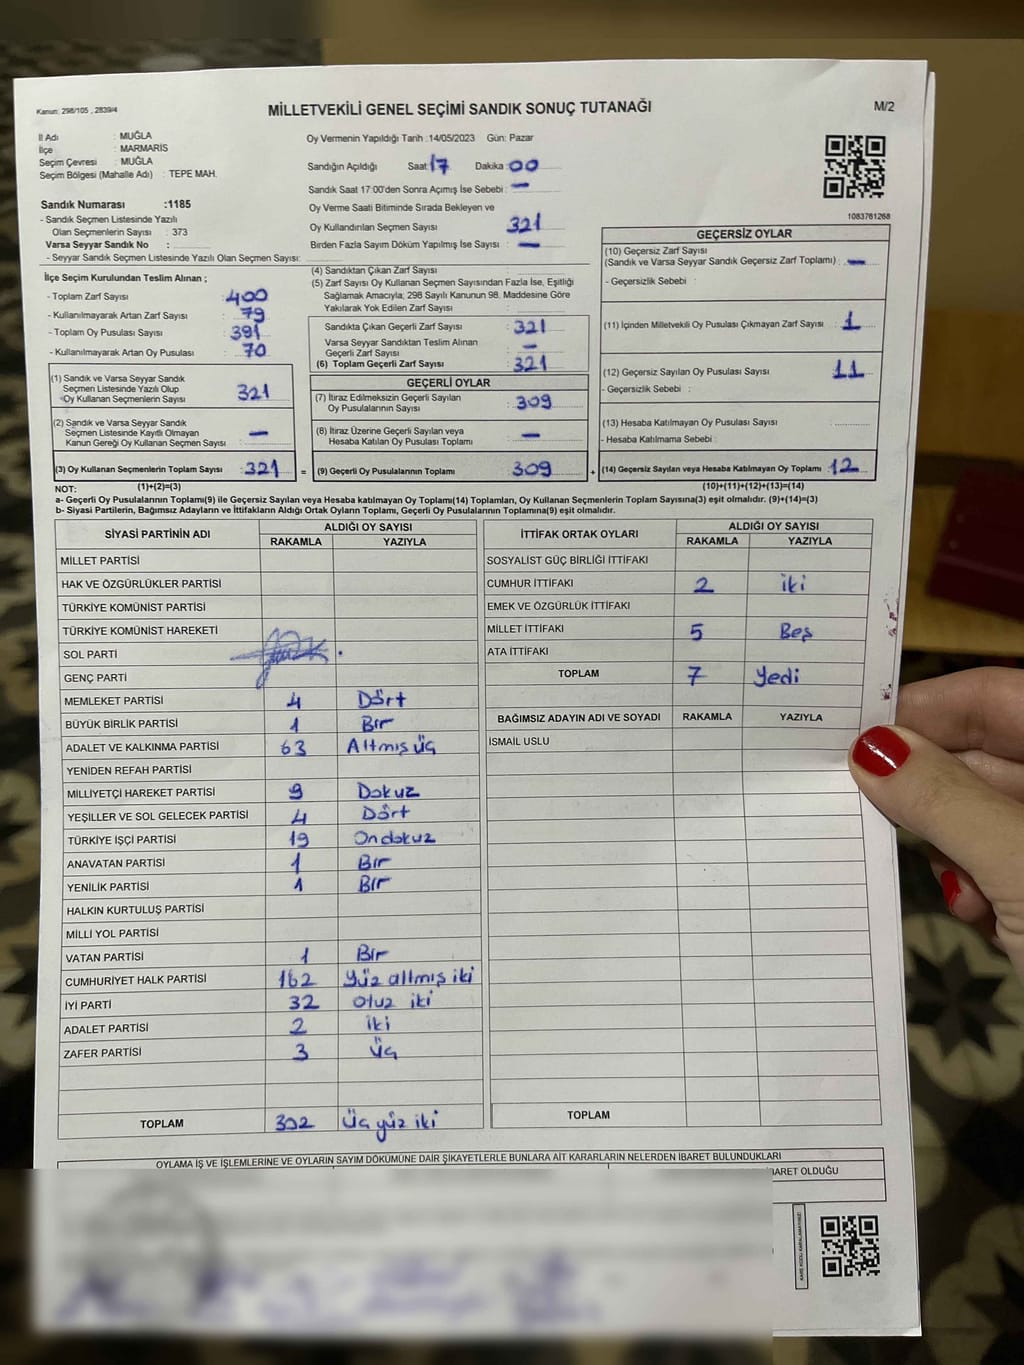 Kanun: 298/105 , 2839/4
MİLLETVEKİLİ GENEL SEÇİMİ SANDIK SONUÇ TUTANAĞI
M/2
İl Adı : MUĞLA
İlçe : MARMARİS
Seçim Çevresi : MUĞLA
Seçim Bölgesi (Mahalle Adı) : TEPE MAH.
Sandık Numarası :1185
- Sandık Seçmen Listesinde Yazılı
Olan Seçmenlerin Sayısı : 373
Varsa Seyyar Sandık No :
- Seyyar Sandık Seçmen Listesinde Yazılı Olan Seçmen Sayısı:
Oy Vermenin Yapıldığı Tarih :14/05/2023 Gün: Pazar
Sandığın Açıldığı Saat: 17 Dakika : 00
Sandık Saat 17:00'den Sonra Açımış İse Sebebi : —
Oy Verme Saati Bitiminde Sırada Bekleyen ve
Oy Kullandırılan Seçmen Sayısı : 321
Birden Fazla Sayım Döküm Yapılmış İse Sayısı : —
1083781268
İlçe Seçim Kurulundan Teslim Alınan ;
- Toplam Zarf Sayısı : 400
- Kullanılmayarak Artan Zarf Sayısı : 79
- Toplam Oy Pusulası Sayısı : 391
- Kullanılmayarak Artan Oy Pusulası : 70
(4) Sandıktan Çıkan Zarf Sayısı :
(5) Zarf Sayısı Oy Kullanan Seçmen Sayısından Fazla İse, Eşitliği
Sağlamak Amacıyla; 298 Sayılı Kanunun 98. Maddesine Göre
Yakılarak Yok Edilen Zarf Sayısı :
Sandıkta Çıkan Geçerli Zarf Sayısı : 321
Varsa Seyyar Sandıktan Teslim Alınan
Geçerli Zarf Sayısı : —
(6) Toplam Geçerli Zarf Sayısı : 321
GEÇERSİZ OYLAR
(10) Geçersiz Zarf Sayısı
(Sandık ve Varsa Seyyar Sandık Geçersiz Zarf Toplamı) : —
- Geçersizlik Sebebi :
(11) İçinden Milletvekili Oy Pusulası Çıkmayan Zarf Sayısı : 1
(12) Geçersiz Sayılan Oy Pusulası Sayısı : 11
- Geçersizlik Sebebi :
(13) Hesaba Katılmayan Oy Pusulası Sayısı :
- Hesaba Katılmama Sebebi :
(14) Geçersiz Sayılan veya Hesaba Katılmayan Oy Toplamı : 12
(10)+(11)+(12)+(13)=(14)
(1) Sandık ve Varsa Seyyar Sandık
Seçmen Listesinde Yazılı Olup
Oy Kullanan Seçmenlerin Sayısı : 321
(2) Sandık ve Varsa Seyyar Sandık
Seçmen Listesinde Kayıtlı Olmayan
Kanun Gereği Oy Kullanan Seçmen Sayısı : —
(3) Oy Kullanan Seçmenlerin Toplam Sayısı : 321 =
(1)+(2)=(3)
GEÇERLİ OYLAR
(7) İtiraz Edilmeksizin Geçerli Sayılan
Oy Pusulalarının Sayısı : 309
(8) İtiraz Üzerine Geçerli Sayılan veya
Hesaba Katılan Oy Pusulası Toplamı : —
(9) Geçerli Oy Pusulalarının Toplamı : 309 +
NOT:
a- Geçerli Oy Pusulalarının Toplamı(9) ile Geçersiz Sayılan veya Hesaba katılmayan Oy Toplamı(14) Toplamları, Oy Kullanan Seçmenlerin Toplam Sayısına(3) eşit olmalıdır. (9)+(14)=(3)
b- Siyasi Partilerin, Bağımsız Adayların ve İttifakların Aldığı Ortak Oyların Toplamı, Geçerli Oy Pusulalarının Toplamına(9) eşit olmalıdır.
SİYASİ PARTİNİN ADI ALDIĞI OY SAYISI
RAKAMLA YAZIYLA
MİLLET PARTİSİ
HAK VE ÖZGÜRLÜKLER PARTİSİ
TÜRKİYE KOMÜNİST PARTİSİ
TÜRKİYE KOMÜNİST HAREKETİ
SOL PARTİ
GENÇ PARTİ
MEMLEKET PARTİSİ 4 Dört
BÜYÜK BİRLİK PARTİSİ 1 Bir
ADALET VE KALKINMA PARTİSİ 63 Altmış üç
YENİDEN REFAH PARTİSİ
MİLLİYETÇİ HAREKET PARTİSİ 9 Dokuz
YEŞİLLER VE SOL GELECEK PARTİSİ 4 Dört
TÜRKİYE İŞÇİ PARTİSİ 19 Ondokuz
ANAVATAN PARTİSİ 1 Bir
YENİLİK PARTİSİ 1 Bir
HALKIN KURTULUŞ PARTİSİ
MİLLİ YOL PARTİSİ
VATAN PARTİSİ 1 Bir
CUMHURİYET HALK PARTİSİ 162 Yüz altmış iki
İYİ PARTİ 32 Otuz iki
ADALET PARTİSİ 2 İki
ZAFER PARTİSİ 3 Üç
TOPLAM 302 Üç yüz iki
İTTİFAK ORTAK OYLARI ALDIĞI OY SAYISI
RAKAMLA YAZIYLA
SOSYALİST GÜÇ BİRLİĞİ İTTİFAKI
CUMHUR İTTİFAKI 2 İki
EMEK VE ÖZGÜRLÜK İTTİFAKI
MİLLET İTTİFAKI 5 Beş
ATA İTTİFAKI
TOPLAM 7 Yedi
BAĞIMSIZ ADAYIN ADI VE SOYADI RAKAMLA YAZIYLA
İSMAİL USLU
TOPLAM
OYLAMA İŞ VE İŞLEMLERİNE VE OYLARIN SAYIM DÖKÜMÜNE DAİR ŞİKAYETLERLE BUNLARA AİT KARARLARIN NELERDEN İBARET BULUNDUKLARI
İBARET OLDUĞU